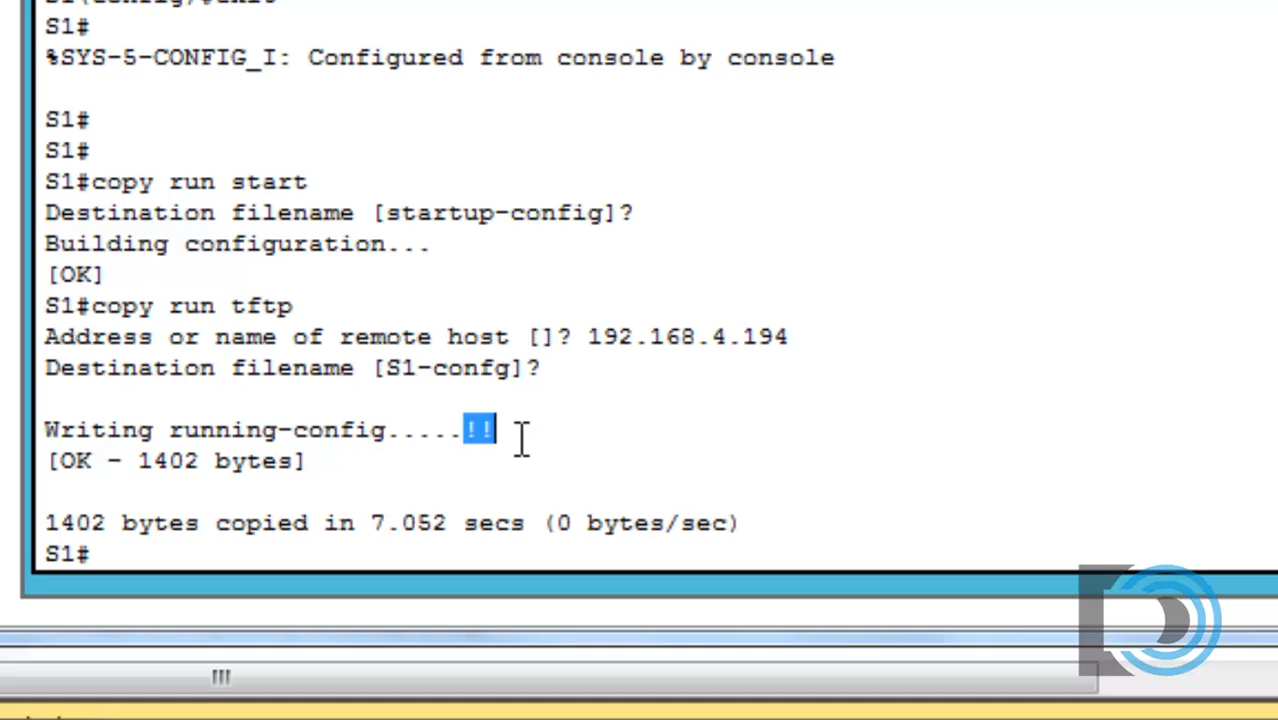 S1#
%SYS-5-CONFIG_I: Configured from console by console
S1#
S1#
S1#copy run start
Destination filename [startup-config]?
Building configuration...
[OK]
S1#copy run tftp
Address or name of remote host []? 192.168.4.194
Destination filename [S1-confg]?
Writing running-config.....!!
[OK - 1402 bytes]
1402 bytes copied in 7.052 secs (0 bytes/sec)
S1#